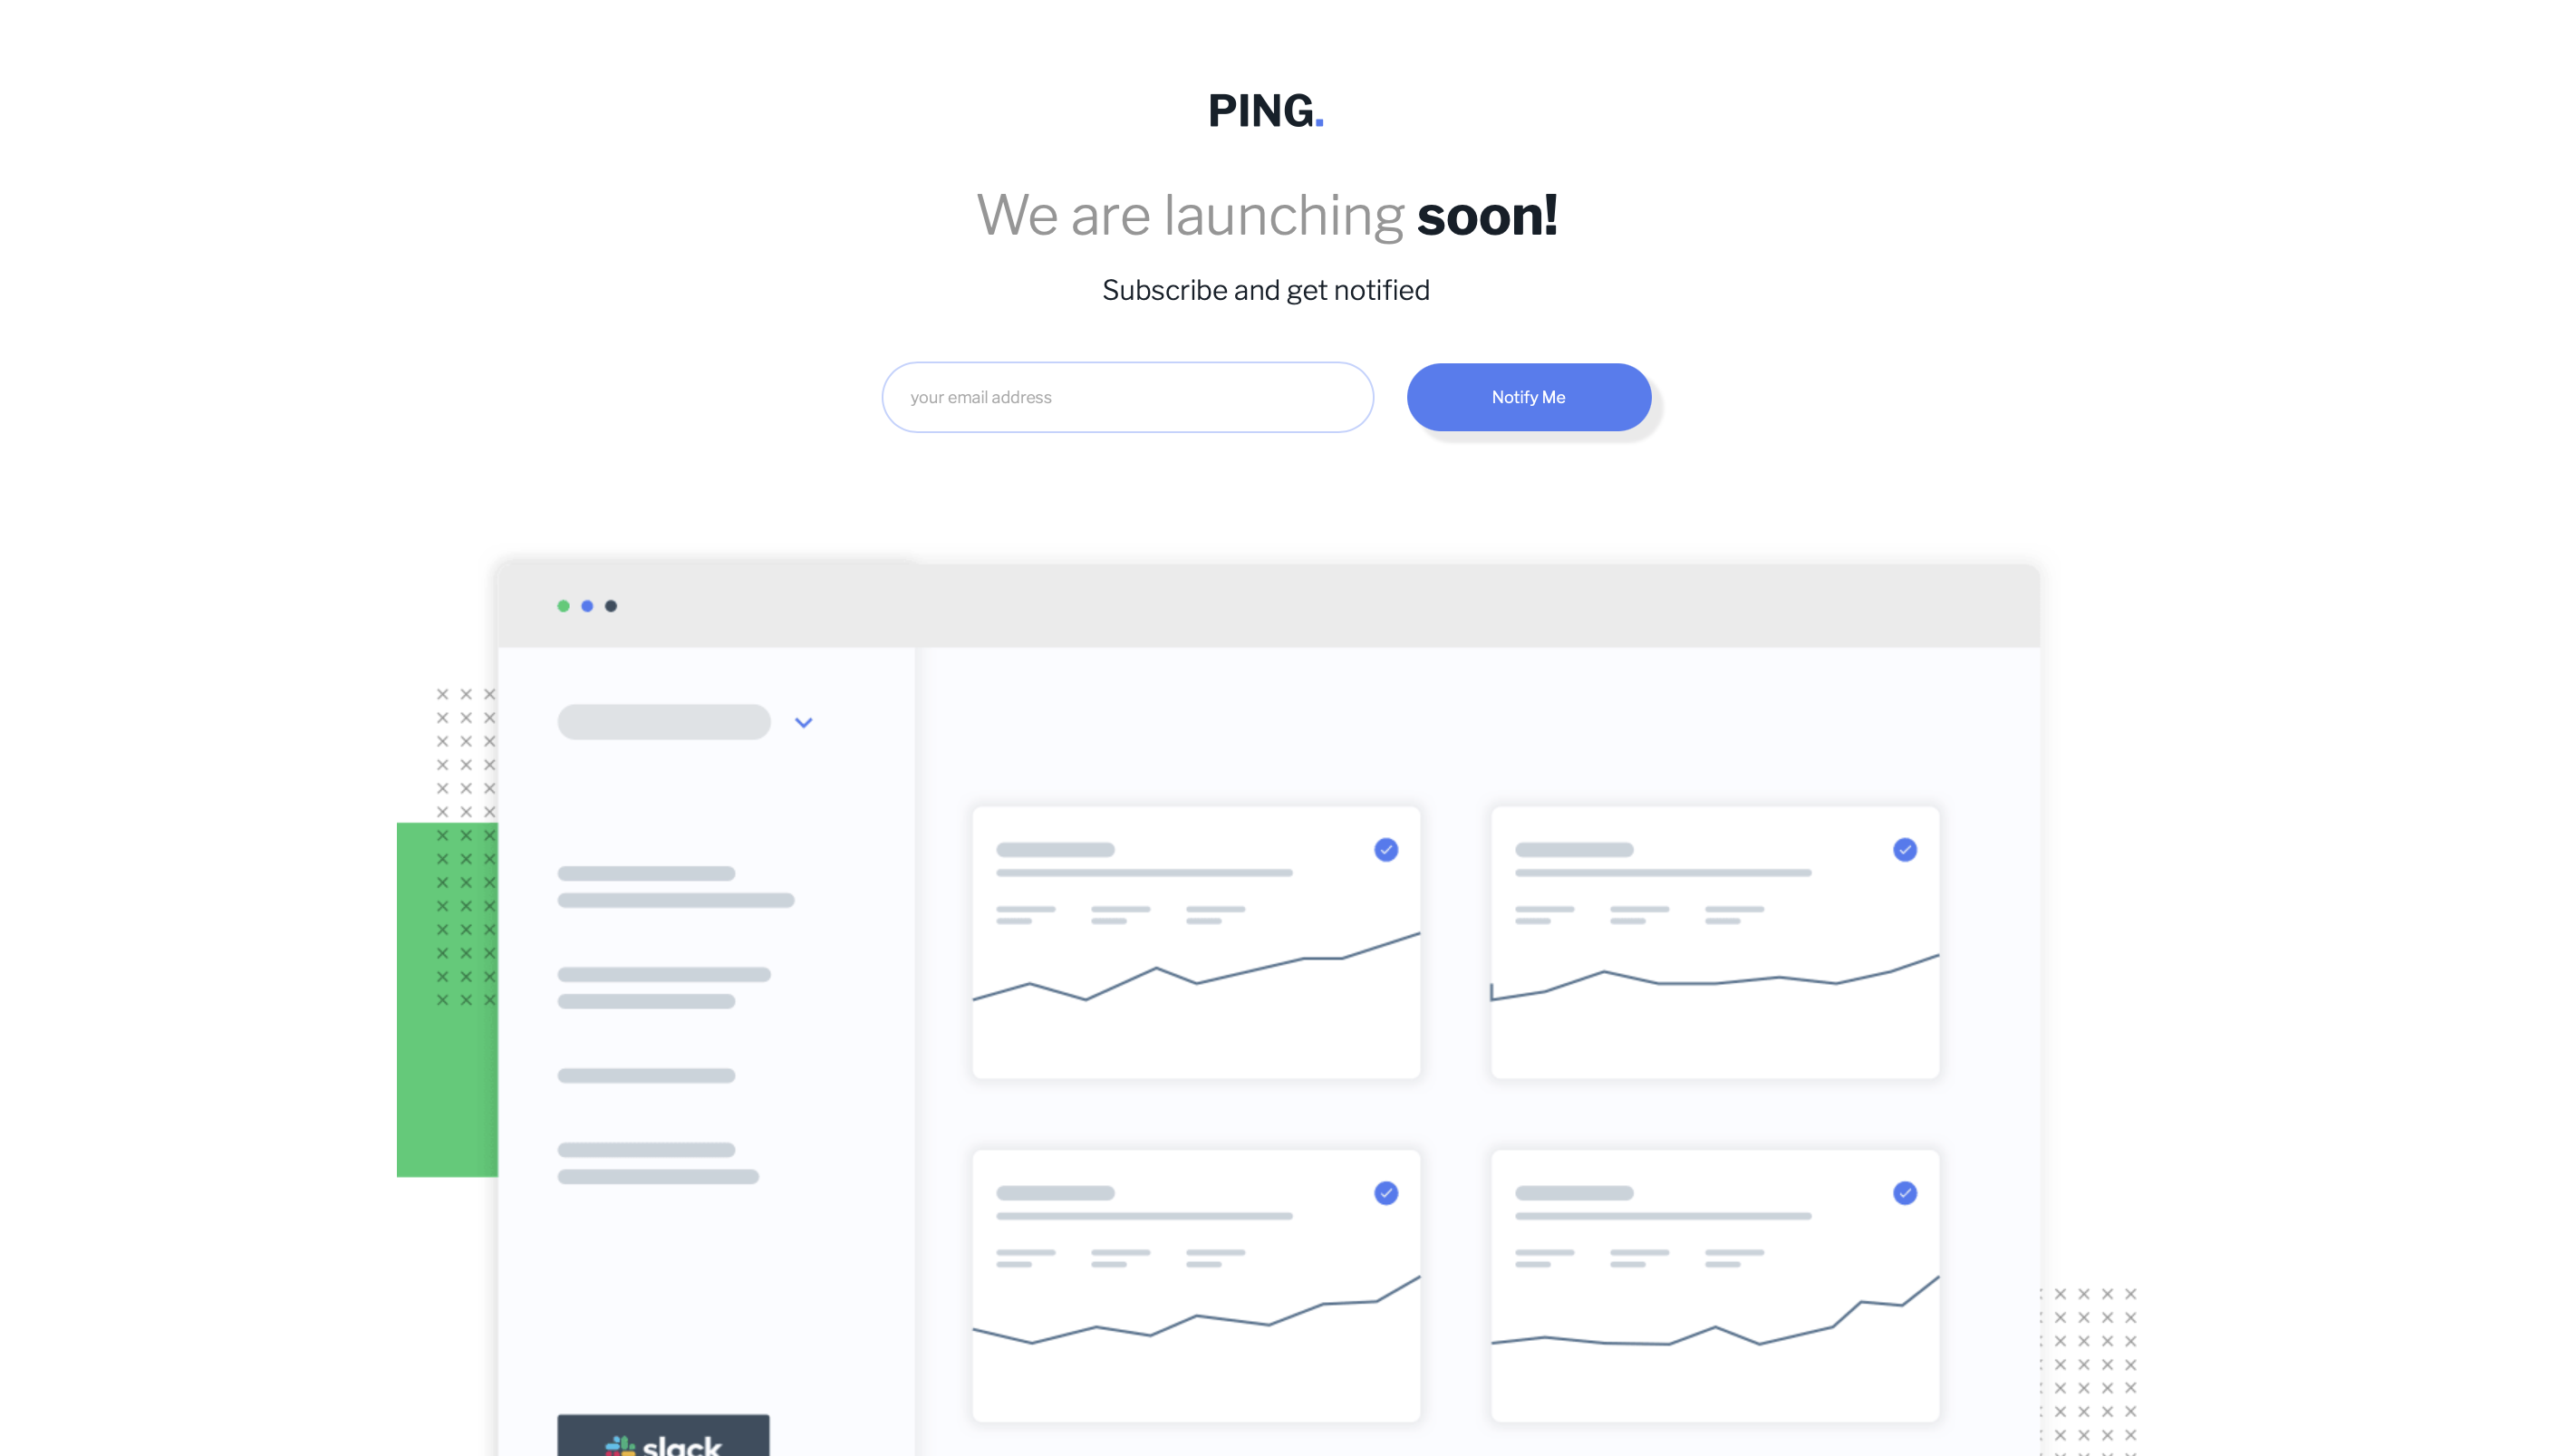 PING.
We are launching soon!
Subscribe and get notified
your email address
Notify Me
slack